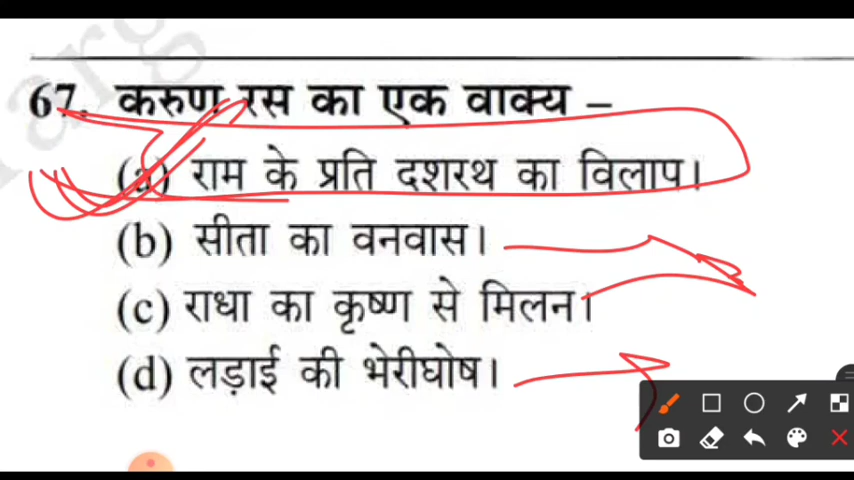 67. करुण रस का एक वाक्य –
(a) राम के प्रति दशरथ का विलाप।
(b) सीता का वनवास।
(c) राधा का कृष्ण से मिलन।
(d) लड़ाई की भेरीघोष।